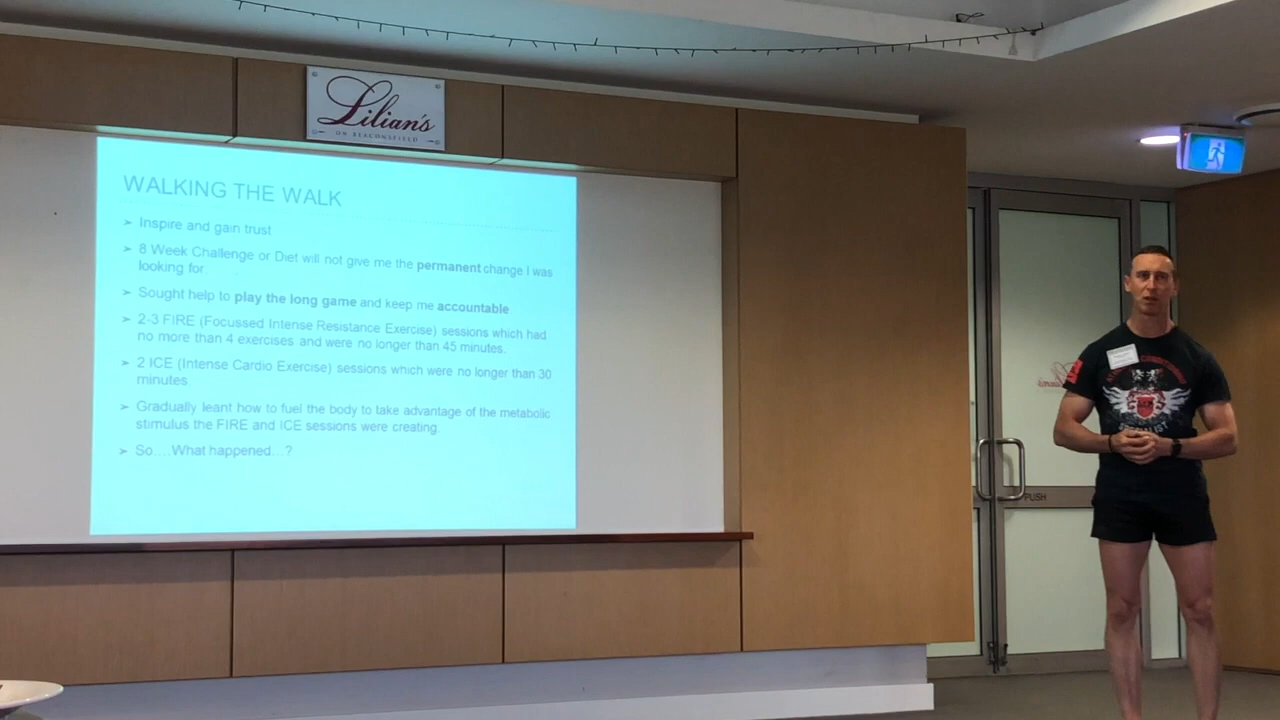 Lilian's
ON BEACONSFIELD
WALKING THE WALK
➢ Inspire and gain trust
➢ 8 Week Challenge or Diet will not give me the permanent change I was
looking for
➢ Sought help to play the long game and keep me accountable
➢ 2-3 FIRE (Focussed Intense Resistance Exercise) sessions which had
no more than 4 exercises and were no longer than 45 minutes.
➢ 2 ICE (Intense Cardio Exercise) sessions which were no longer than 30
minutes
➢ Gradually leant how to fuel the body to take advantage of the metabolic
stimulus the FIRE and ICE sessions were creating.
➢ So….What happened…?
PUSH